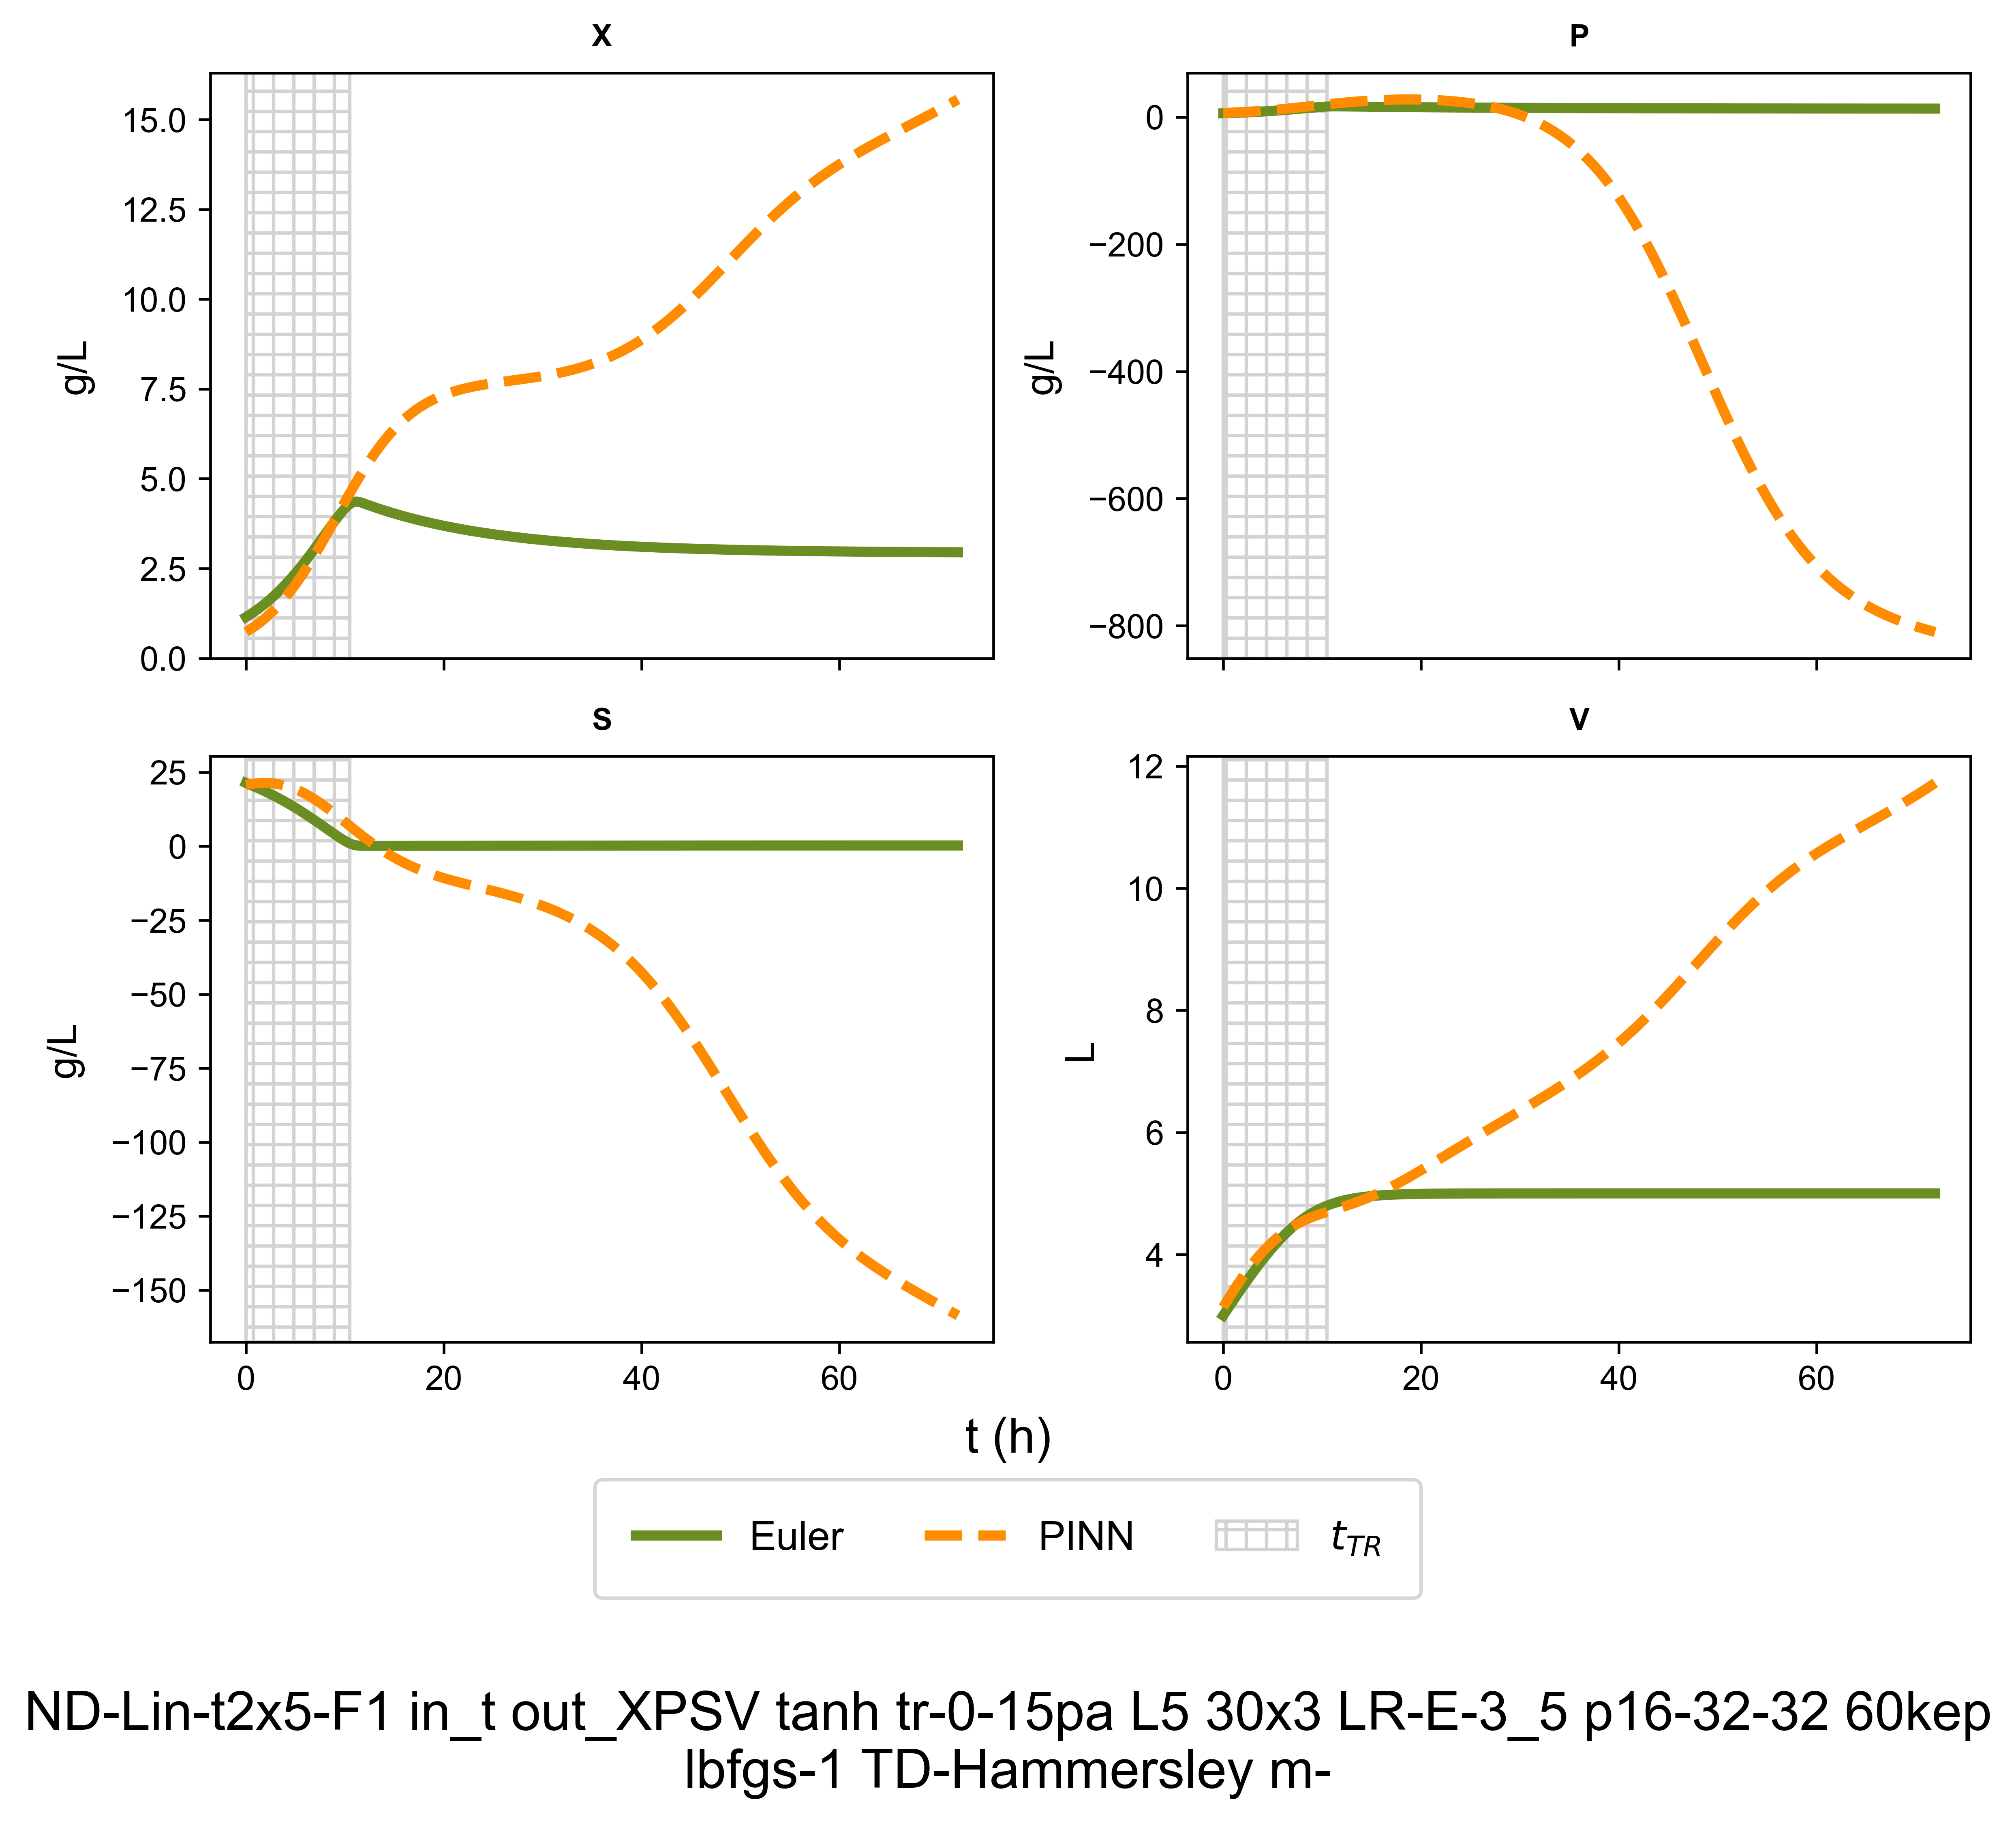 X
P
15.0
12.5
10.0
7.5
5.0
2.5
0.0
g/L
0
−200
−400
−600
−800
g/L
S
V
25
0
−25
−50
−75
−100
−125
−150
g/L
0
20
40
60
12
10
8
6
4
L
0
20
40
60
t (h)
Euler
PINN
t_TR
ND-Lin-t2x5-F1 in_t out_XPSV tanh tr-0-15pa L5 30x3 LR-E-3_5 p16-32-32 60kep
lbfgs-1 TD-Hammersley m-